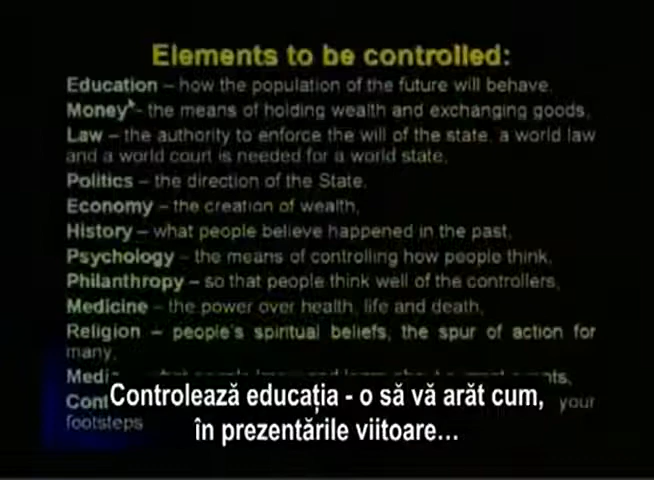 Elements to be controlled:
Education – how the population of the future will behave.
Money - the means of holding wealth and exchanging goods,
Law – the authority to enforce the will of the state, a world law
and a world court is needed for a world state,
Politics – the direction of the State,
Economy – the creation of wealth,
History – what people believe happened in the past,
Psychology – the means of controlling how people think,
Philanthropy – so that people think well of the controllers,
Medicine – the power over health, life and death,
Religion – people's spiritual beliefs, the spur of action for
many,
your
footsteps
Controlează educația - o să vă arăt cum,
în prezentările viitoare...